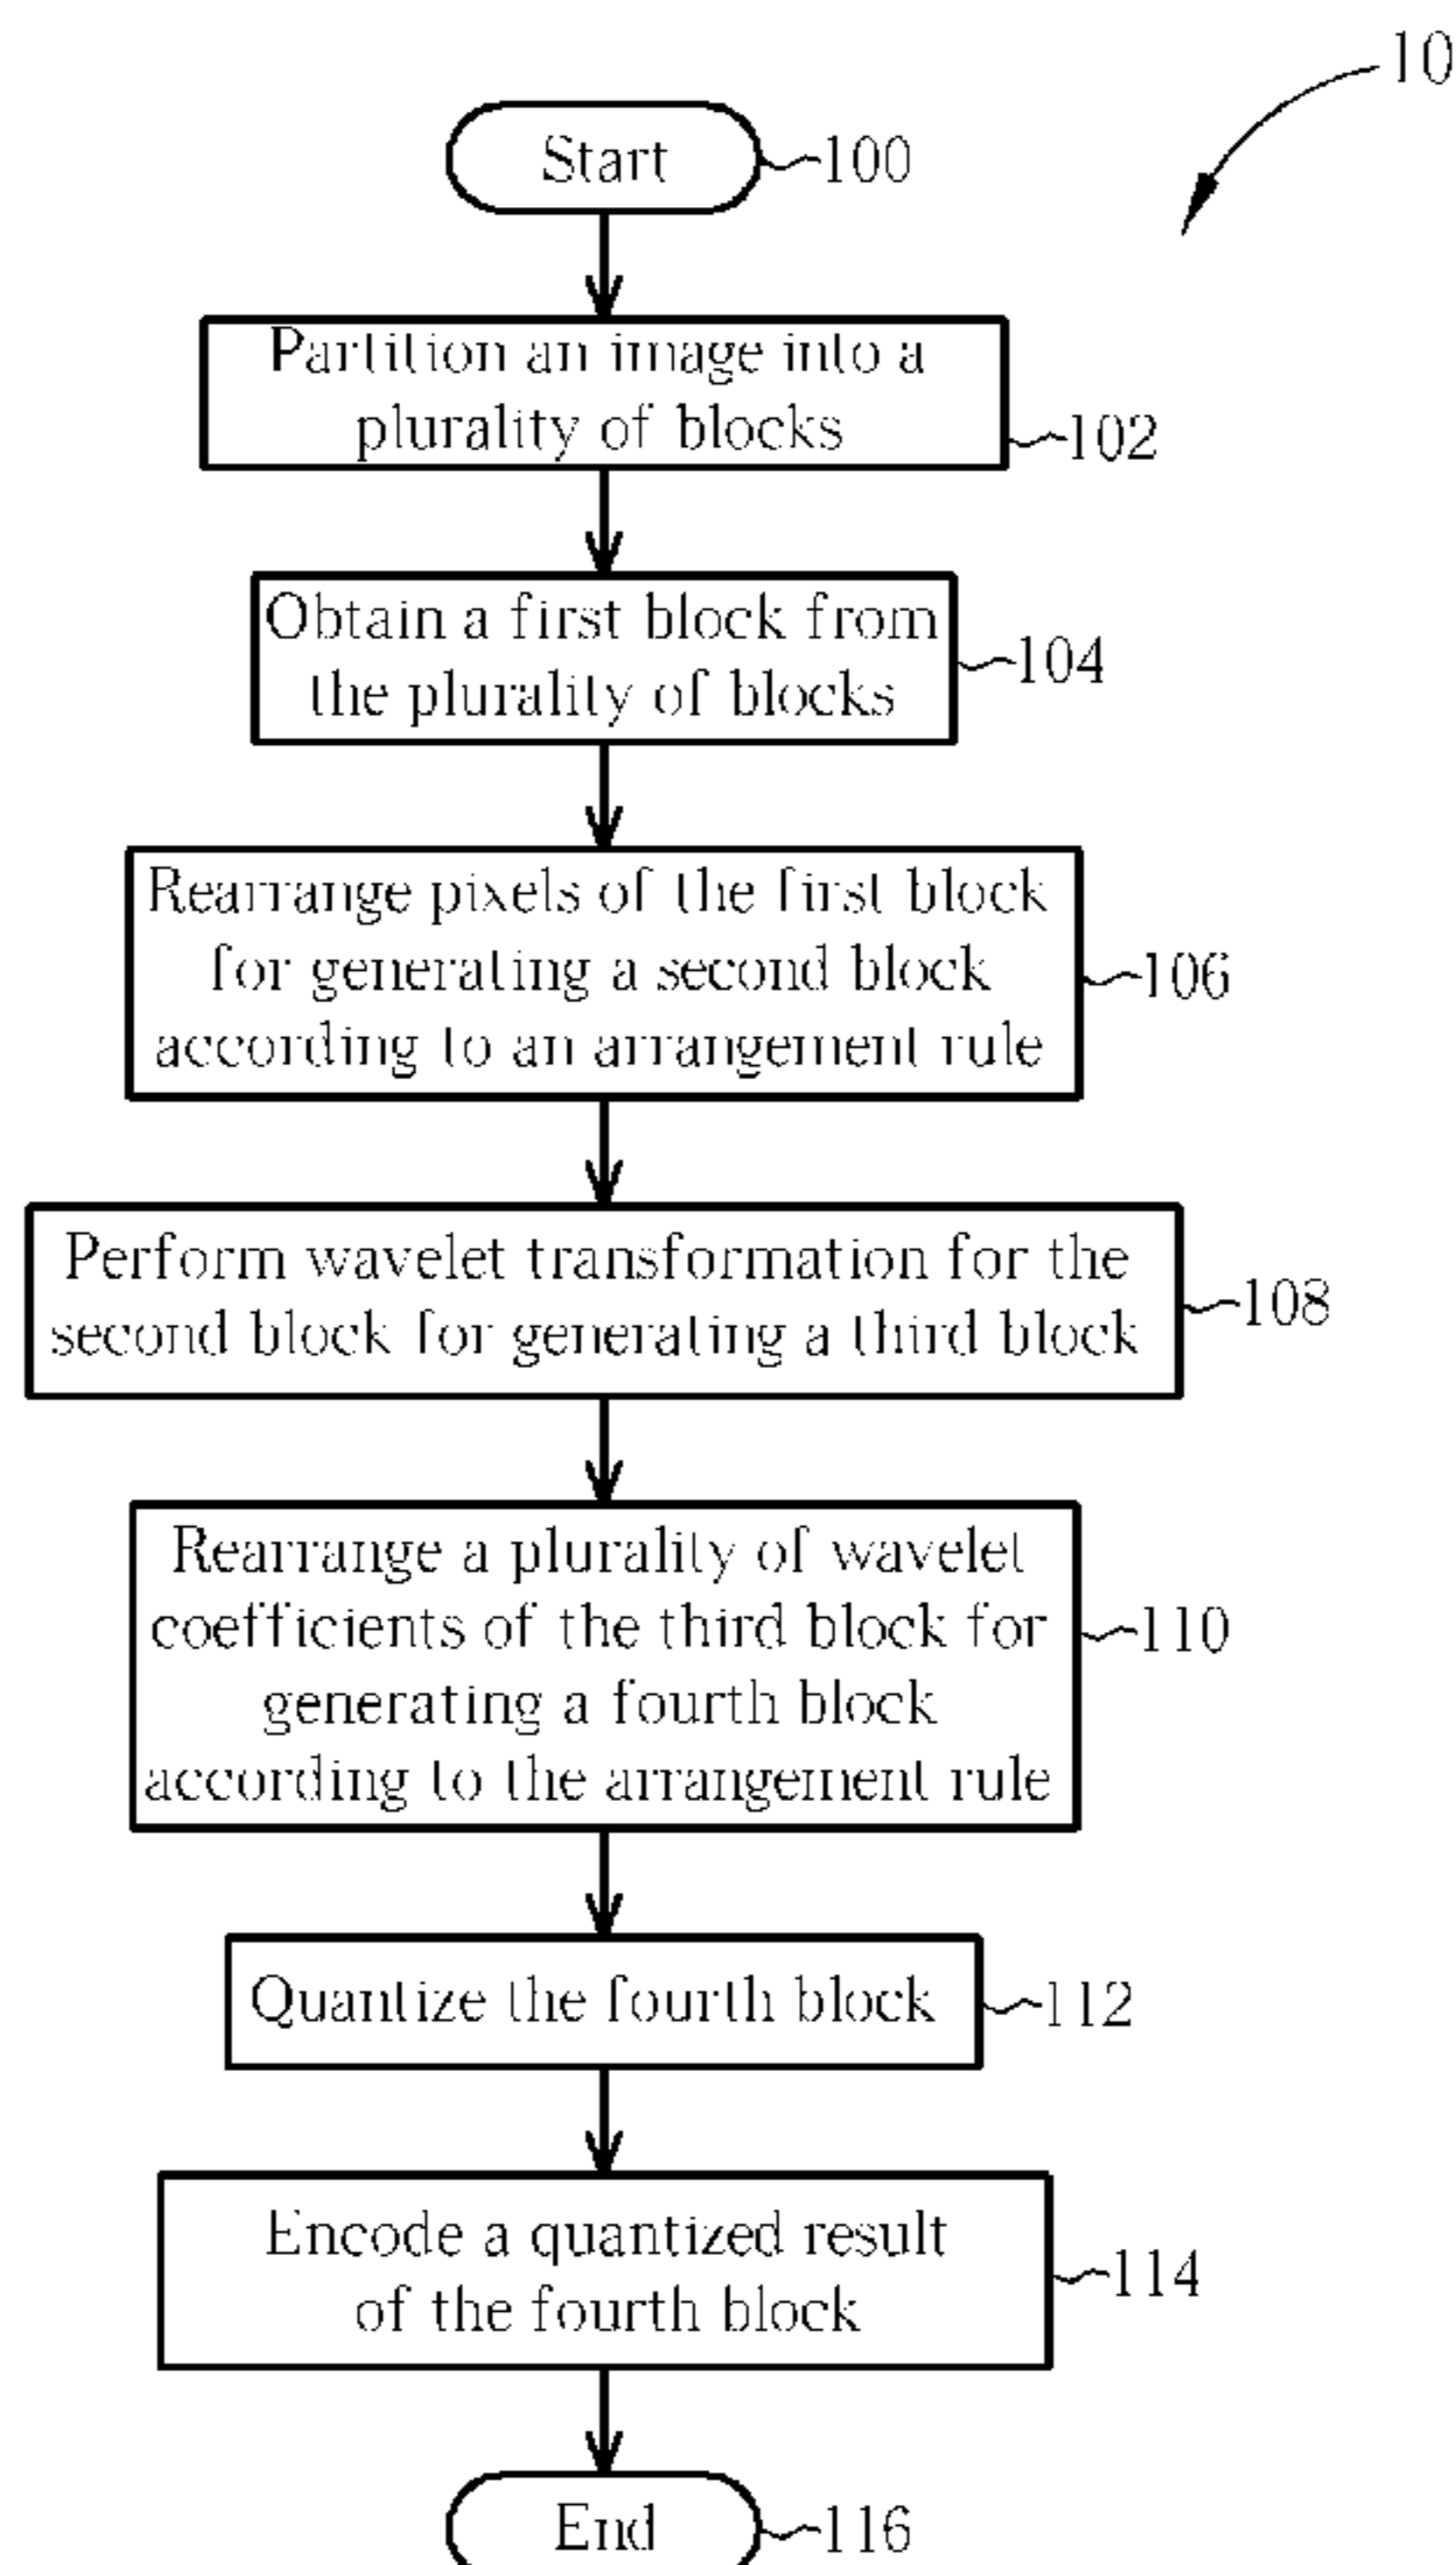 10
Start
100
Partition an image into a
plurality of blocks
102
Obtain a first block from
the plurality of blocks
104
Rearrange pixels of the first block
for generating a second block
according to an arrangement rule
106
Perform wavelet transformation for the
second block for generating a third block
108
Rearrange a plurality of wavelet
coefficients of the third block for
generating a fourth block
according to the arrangement rule
110
Quantize the fourth block
112
Encode a quantized result
of the fourth block
114
End
116